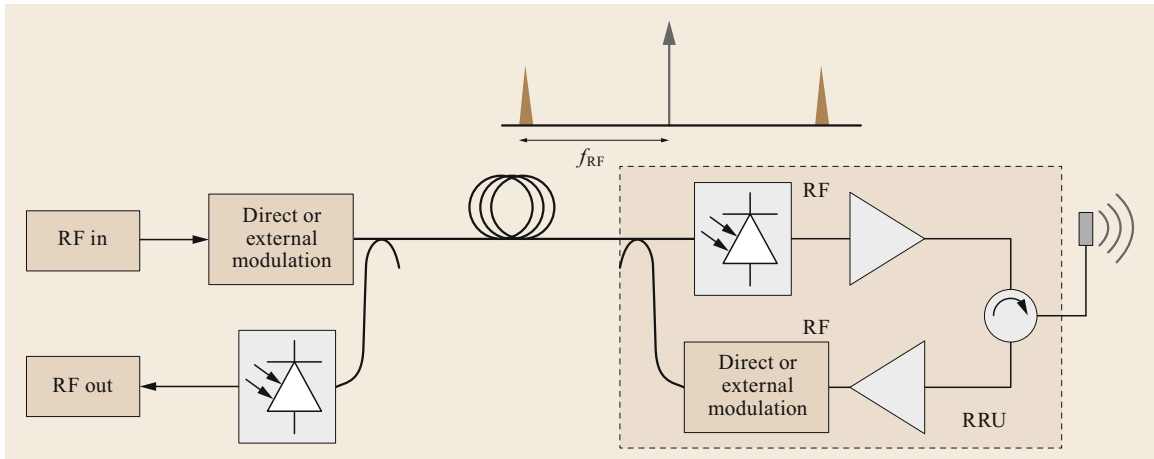 f_RF
RF in
Direct or
external
modulation
RF
RF
RF out
Direct or
external
modulation
RRU